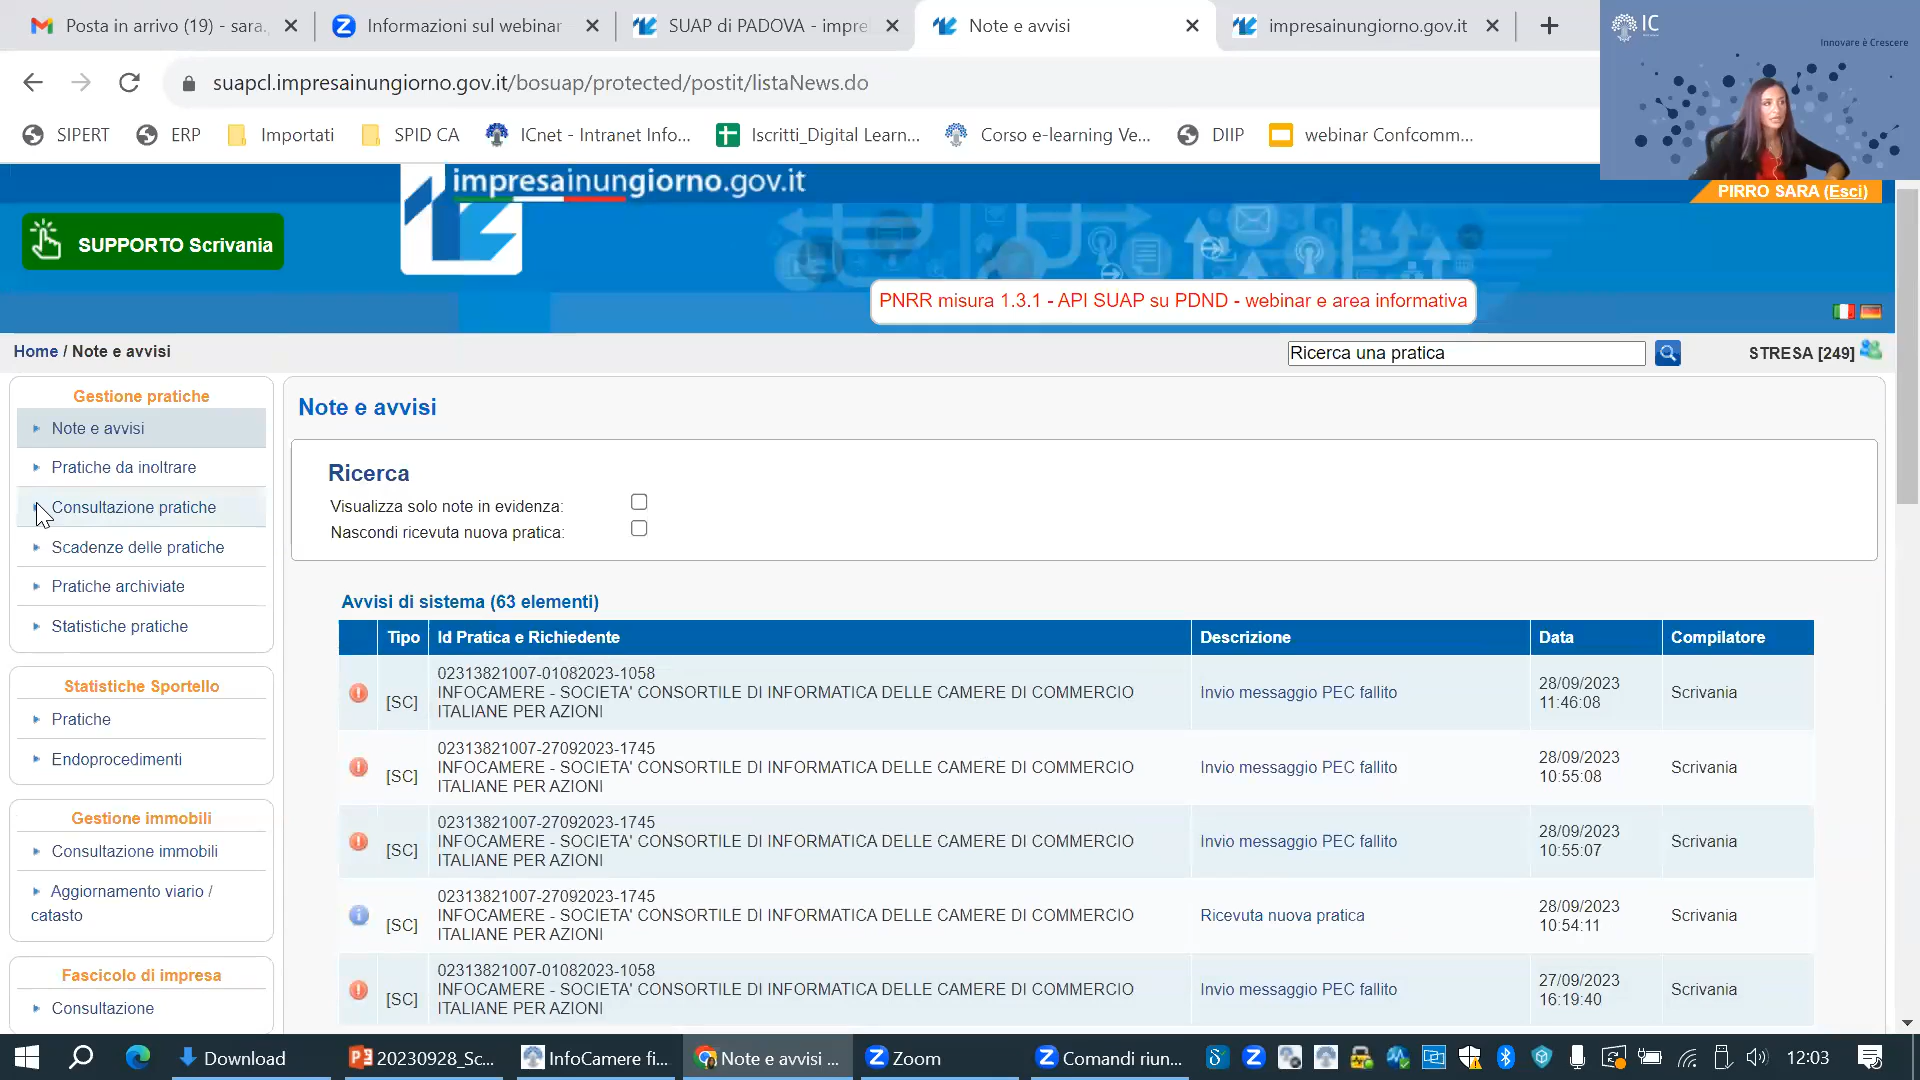 Posta in arrivo (19) - sara.
Informazioni sul webinar
SUAP di PADOVA - impre
Note e avvisi
impresainungiorno.gov.it
IC
Innovare è Crescere
suapcl.impresainungiorno.gov.it/bosuap/protected/postit/listaNews.do
SIPERT
ERP
Importati
SPID CA
ICnet - Intranet Info...
Iscritti_Digital Learn...
Corso e-learning Ve...
DIIP
webinar Confcomm...
impresainungiorno.gov.it
PIRRO SARA (Esci)
SUPPORTO Scrivania
PNRR misura 1.3.1 - API SUAP su PDND - webinar e area informativa
Home / Note e avvisi
Ricerca una pratica
STRESA [249]
Gestione pratiche
Note e avvisi
Pratiche da inoltrare
Consultazione pratiche
Scadenze delle pratiche
Pratiche archiviate
Statistiche pratiche
Statistiche Sportello
Pratiche
Endoprocedimenti
Gestione immobili
Consultazione immobili
Aggiornamento viario /
catasto
Fascicolo di impresa
Consultazione
Note e avvisi
Ricerca
Visualizza solo note in evidenza:
Nascondi ricevuta nuova pratica:
Avvisi di sistema (63 elementi)
Tipo Id Pratica e Richiedente Descrizione Data Compilatore
[SC]
02313821007-01082023-1058
INFOCAMERE - SOCIETA' CONSORTILE DI INFORMATICA DELLE CAMERE DI COMMERCIO
ITALIANE PER AZIONI
Invio messaggio PEC fallito
28/09/2023
11:46:08
Scrivania
[SC]
02313821007-27092023-1745
INFOCAMERE - SOCIETA' CONSORTILE DI INFORMATICA DELLE CAMERE DI COMMERCIO
ITALIANE PER AZIONI
Invio messaggio PEC fallito
28/09/2023
10:55:08
Scrivania
[SC]
02313821007-27092023-1745
INFOCAMERE - SOCIETA' CONSORTILE DI INFORMATICA DELLE CAMERE DI COMMERCIO
ITALIANE PER AZIONI
Invio messaggio PEC fallito
28/09/2023
10:55:07
Scrivania
[SC]
02313821007-27092023-1745
INFOCAMERE - SOCIETA' CONSORTILE DI INFORMATICA DELLE CAMERE DI COMMERCIO
ITALIANE PER AZIONI
Ricevuta nuova pratica
28/09/2023
10:54:11
Scrivania
[SC]
02313821007-01082023-1058
INFOCAMERE - SOCIETA' CONSORTILE DI INFORMATICA DELLE CAMERE DI COMMERCIO
ITALIANE PER AZIONI
Invio messaggio PEC fallito
27/09/2023
16:19:40
Scrivania
Download
20230928_Sc...
InfoCamere fi...
Note e avvisi ...
Zoom
Comandi riun...
12:03